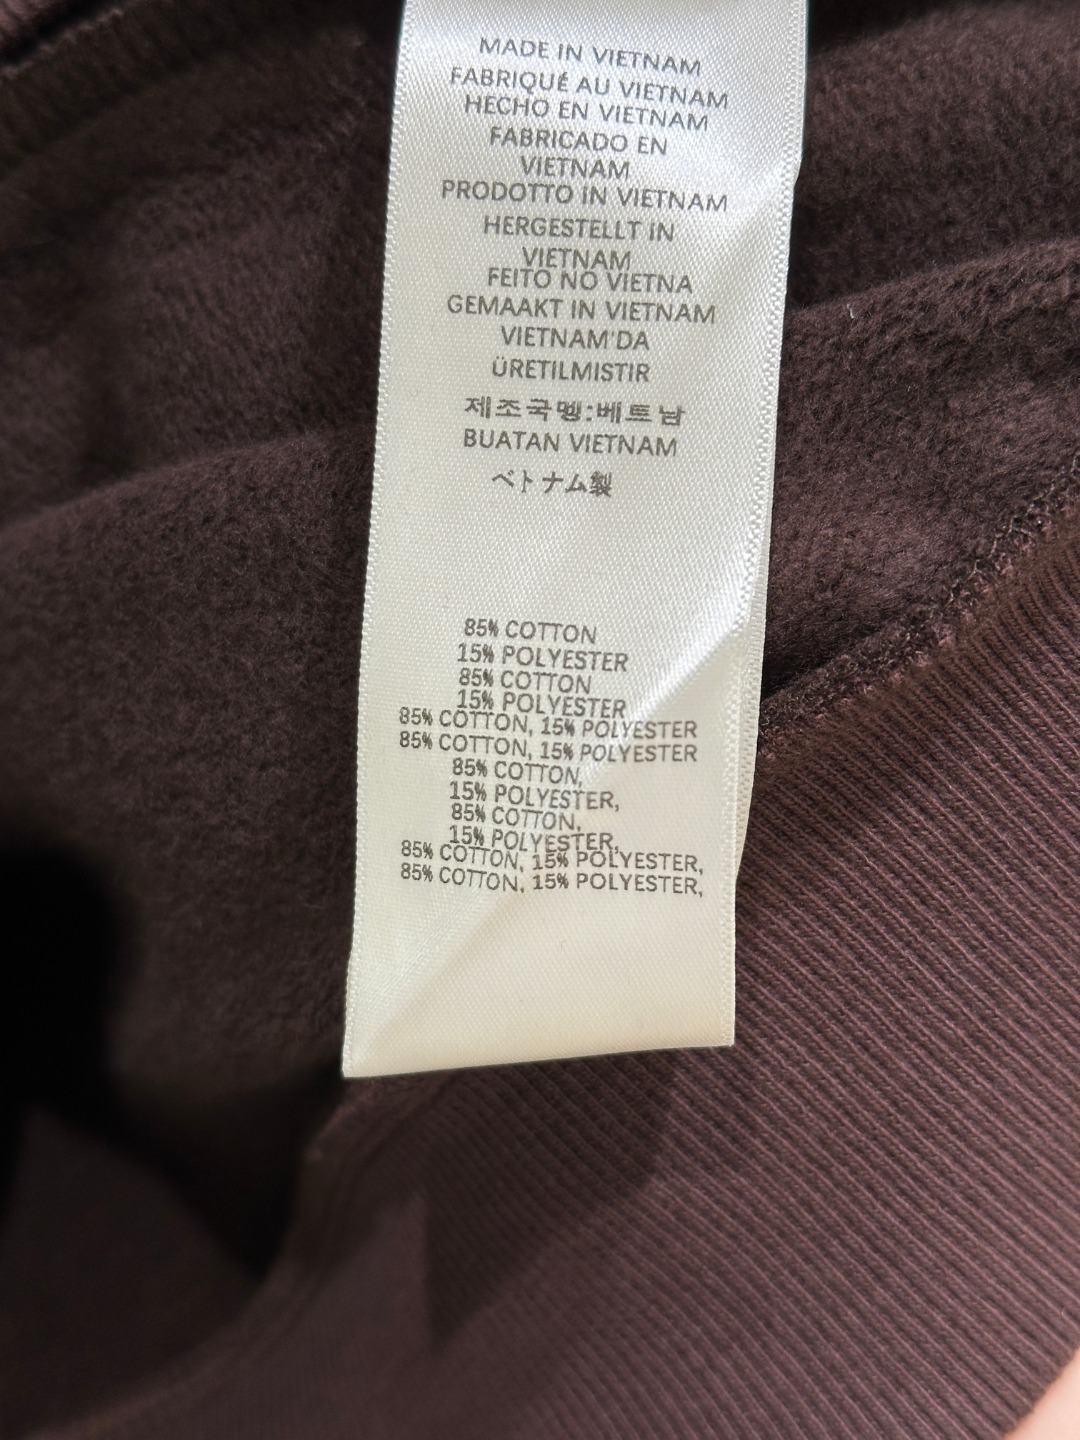 MADE IN VIETNAM
FABRIQUÉ AU VIETNAM
HECHO EN VIETNAM
FABRICADO EN
VIETNAM
PRODOTTO IN VIETNAM
HERGESTELLT IN
VIETNAM
FEITO NO VIETNA
GEMAAKT IN VIETNAM
VIETNAM'DA
ÜRETILMISTIR
제조국멩:베트남
BUATAN VIETNAM
ベトナム製
85% COTTON
15% POLYESTER
85% COTTON
15% POLYESTER
85% COTTON, 15% POLYESTER
85% COTTON, 15% POLYESTER
85% COTTON,
15% POLYESTER,
85% COTTON,
15% POLYESTER,
85% COTTON, 15% POLYESTER,
85% COTTON, 15% POLYESTER,